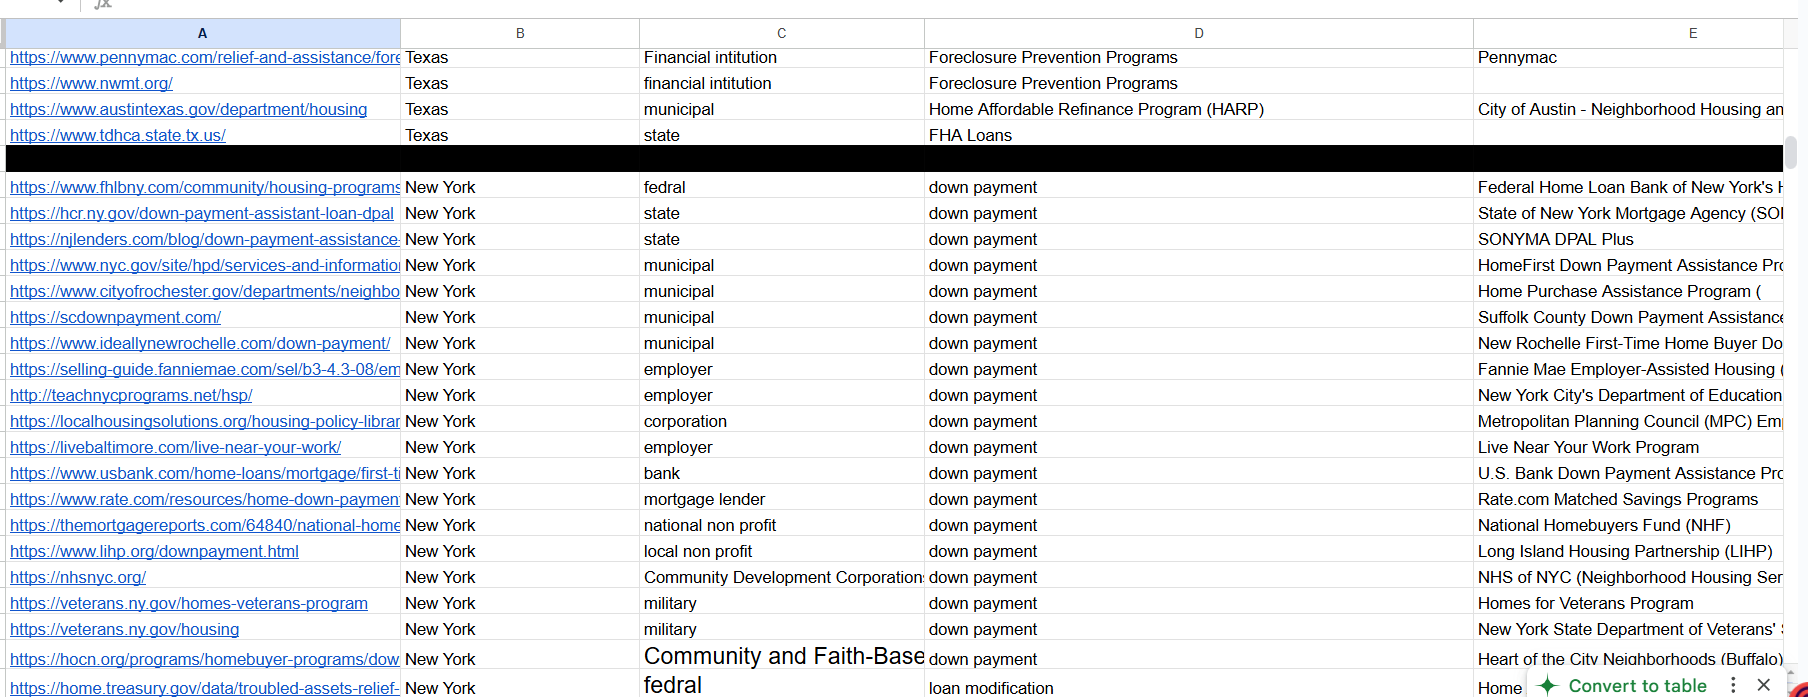 fx
A B C D E
https://www.pennymac.com/relief-and-assistance/fore Texas Financial intitution Foreclosure Prevention Programs Pennymac
https://www.nwmt.org/ Texas financial intitution Foreclosure Prevention Programs
https://www.austintexas.gov/department/housing Texas municipal Home Affordable Refinance Program (HARP) City of Austin - Neighborhood Housing an
https://www.tdhca.state.tx.us/ Texas state FHA Loans
https://www.fhlbny.com/community/housing-programs New York fedral down payment Federal Home Loan Bank of New York's H
https://hcr.ny.gov/down-payment-assistant-loan-dpal New York state down payment State of New York Mortgage Agency (SO
https://njlenders.com/blog/down-payment-assistance- New York state down payment SONYMA DPAL Plus
https://www.nyc.gov/site/hpd/services-and-informatio New York municipal down payment HomeFirst Down Payment Assistance Pro
https://www.cityofrochester.gov/departments/neighbo New York municipal down payment Home Purchase Assistance Program (
https://scdownpayment.com/ New York municipal down payment Suffolk County Down Payment Assistance
https://www.ideallynewrochelle.com/down-payment/ New York municipal down payment New Rochelle First-Time Home Buyer Do
https://selling-guide.fanniemae.com/sel/b3-4.3-08/em New York employer down payment Fannie Mae Employer-Assisted Housing (
http://teachnycprograms.net/hsp/ New York employer down payment New York City's Department of Education
https://localhousingsolutions.org/housing-policy-librar New York corporation down payment Metropolitan Planning Council (MPC) Em
https://livebaltimore.com/live-near-your-work/ New York employer down payment Live Near Your Work Program
https://www.usbank.com/home-loans/mortgage/first-ti New York bank down payment U.S. Bank Down Payment Assistance Pro
https://www.rate.com/resources/home-down-payment New York mortgage lender down payment Rate.com Matched Savings Programs
https://themortgagereports.com/64840/national-home New York national non profit down payment National Homebuyers Fund (NHF)
https://www.lihp.org/downpayment.html New York local non profit down payment Long Island Housing Partnership (LIHP)
https://nhsnyc.org/ New York Community Development Corporations down payment NHS of NYC (Neighborhood Housing Ser
https://veterans.ny.gov/homes-veterans-program New York military down payment Homes for Veterans Program
https://veterans.ny.gov/housing New York military down payment New York State Department of Veterans'
https://hocn.org/programs/homebuyer-programs/dow New York Community and Faith-Base down payment Heart of the City Neighborhoods (Buffalo)
https://home.treasury.gov/data/troubled-assets-relief- New York fedral loan modification Home
Convert to table